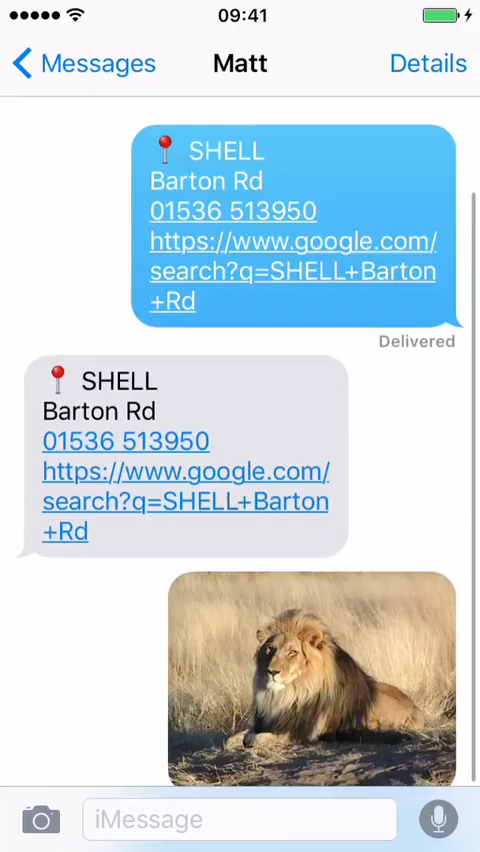 09:41
Messages
Matt
Details
📍 SHELL
Barton Rd
01536 513950
https://www.google.com/
search?q=SHELL+Barton
+Rd
Delivered
📍 SHELL
Barton Rd
01536 513950
https://www.google.com/
search?q=SHELL+Barton
+Rd
iMessage